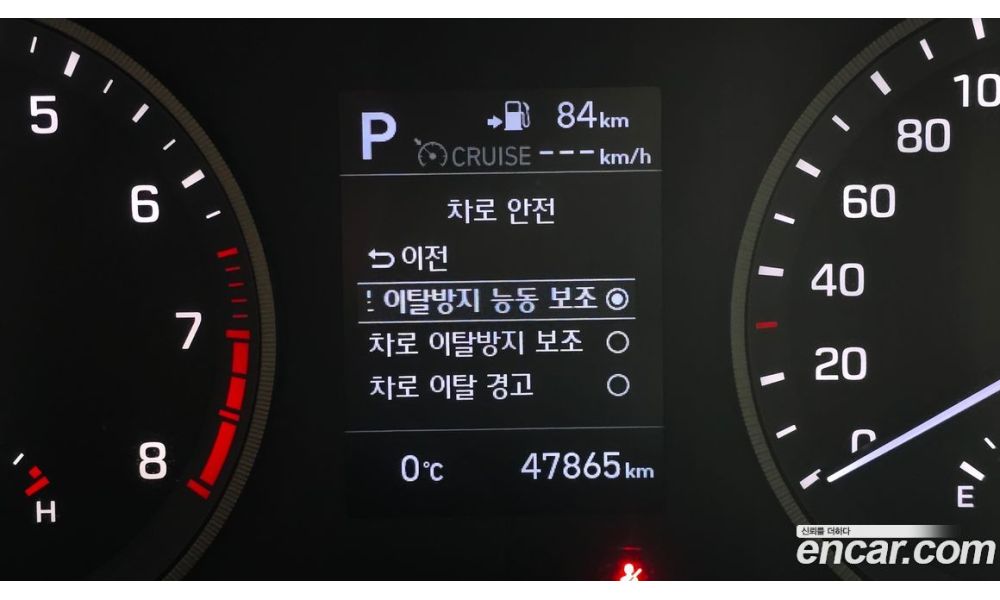 5
6
7
8
H
P
84km
CRUISE ---km/h
차로 안전
이전
이탈방지 능동 보조
차로 이탈방지 보조
차로 이탈 경고
0℃
47865km
100
80
60
40
20
0
E
신뢰를 더하다
encar.com